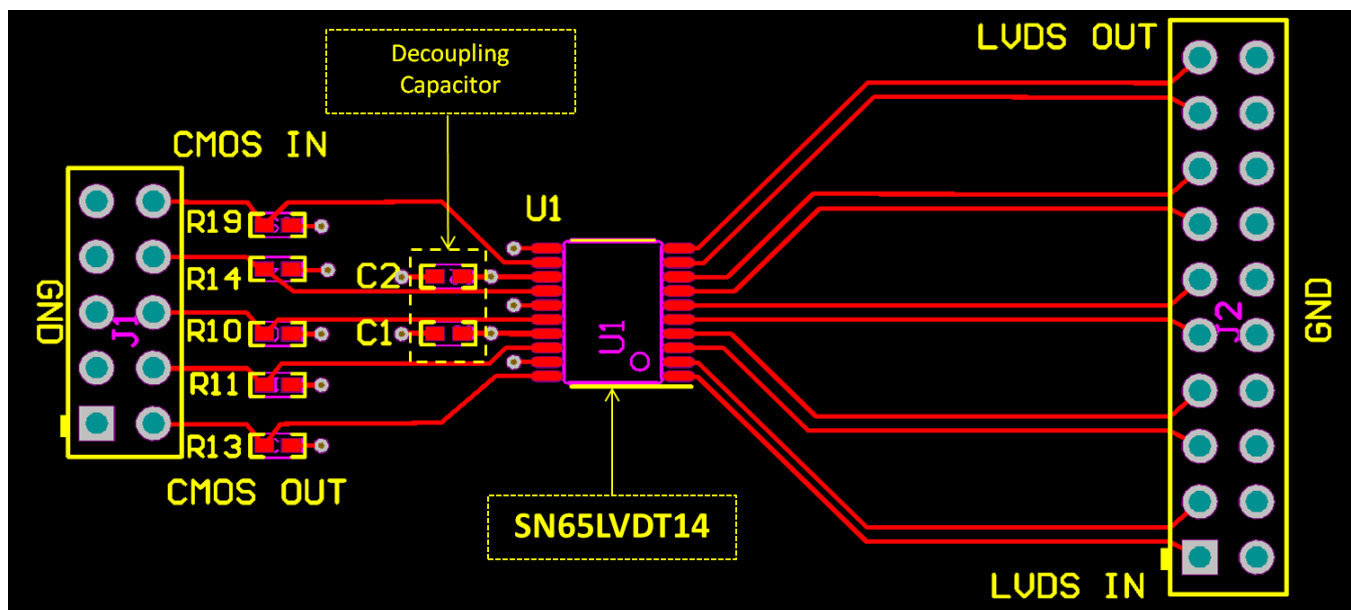 LVDS OUT
Decoupling
Capacitor
CMOS IN
R19
U1
R14
C2
GND
J1
R10
C1
U1
J2
GND
R11
R13
CMOS OUT
SN65LVDT14
LVDS IN